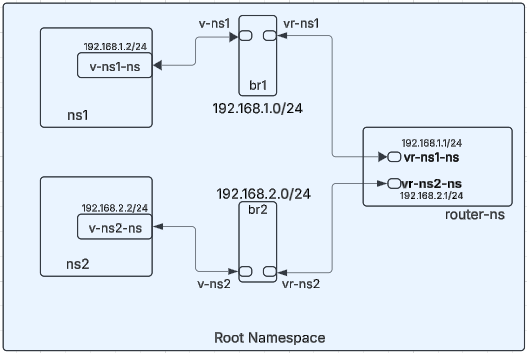 v-ns1
vr-ns1
192.168.1.2/24
v-ns1-ns
ns1
br1
192.168.1.0/24
192.168.1.1/24
vr-ns1-ns
vr-ns2-ns
192.168.2.1/24
router-ns
192.168.2.0/24
br2
192.168.2.2/24
v-ns2-ns
ns2
v-ns2
vr-ns2
Root Namespace